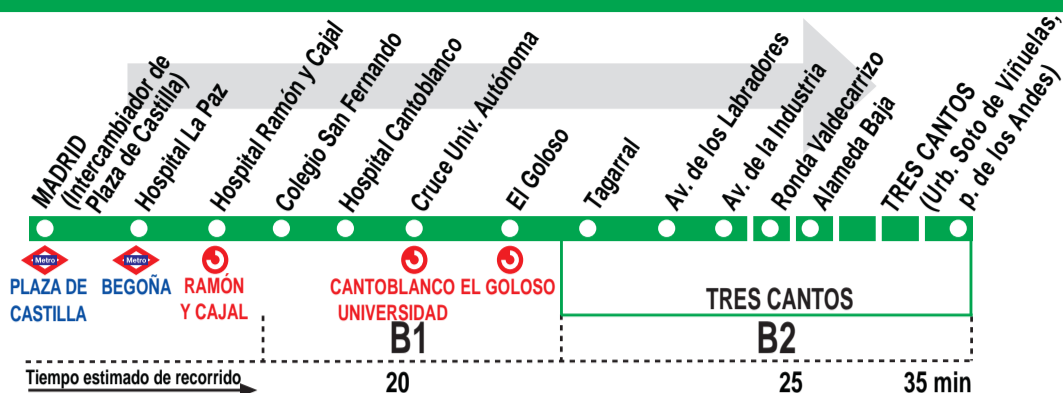 MADRID
(Intercambiador de
Plaza de Castilla)
Hospital La Paz
Hospital Ramón y Cajal
Colegio San Fernando
Hospital Cantoblanco
Cruce Univ. Autónoma
El Goloso
Tagarral
Av. de los Labradores
Av. de la Industria
Ronda Valdecarrizo
Alameda Baja
TRES CANTOS
(Urb. Soto de Viñuelas,
p. de los Andes)
Metro
PLAZA DE
CASTILLA
Metro
BEGOÑA
RAMÓN
Y CAJAL
CANTOBLANCO
UNIVERSIDAD
EL GOLOSO
TRES CANTOS
B1
B2
Tiempo estimado de recorrido
20
25
35 min